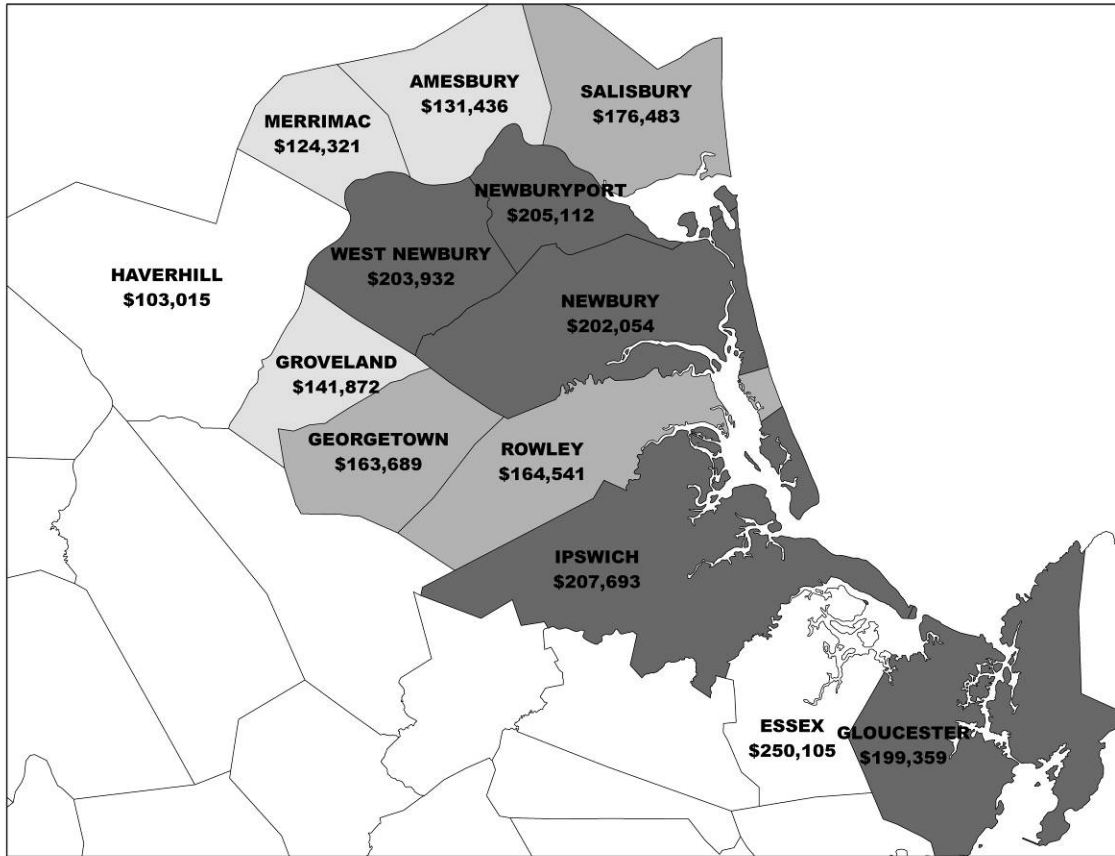 AMESBURY
$131,436
SALISBURY
$176,483
MERRIMAC
$124,321
NEWBURYPORT
$205,112
WEST NEWBURY
$203,932
HAVERHILL
$103,015
NEWBURY
$202,054
GROVELAND
$141,872
GEORGETOWN
$163,689
ROWLEY
$164,541
IPSWICH
$207,693
ESSEX
$250,105
GLOUCESTER
$199,359